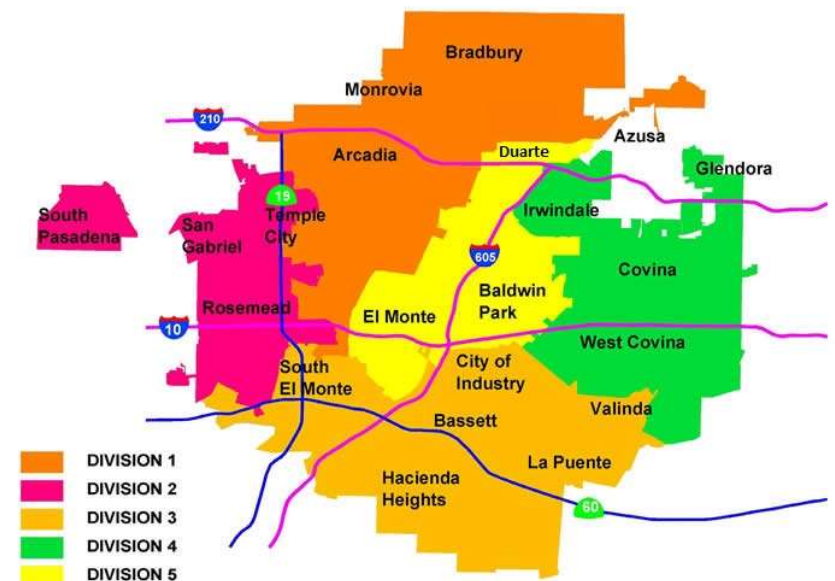 Bradbury
Monrovia
210
Azusa
Arcadia
Duarte
Glendora
19
South
Pasadena
San
Gabriel
Temple
City
Irwindale
605
Covina
Rosemead
El Monte
Baldwin
Park
10
West Covina
South
El Monte
City of
Industry
Valinda
Bassett
La Puente
Hacienda
Heights
60
DIVISION 1
DIVISION 2
DIVISION 3
DIVISION 4
DIVISION 5